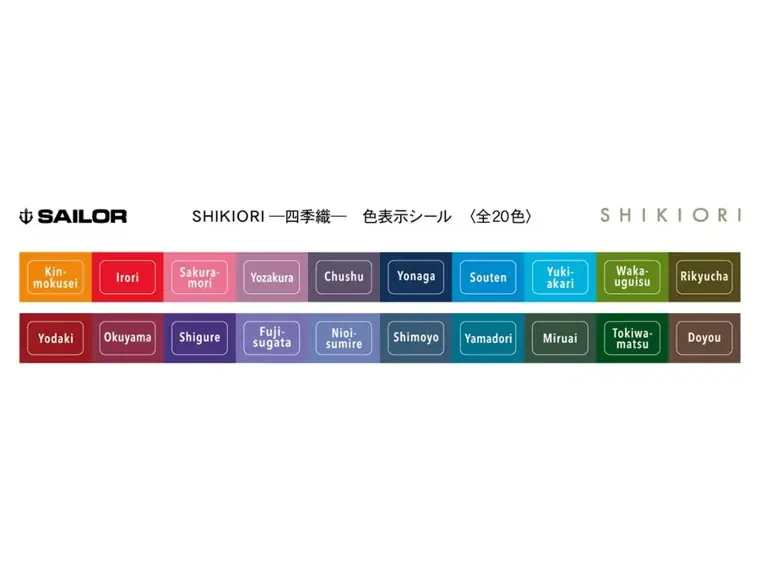 SAILOR
SHIKIORI ―四季織― 色表示シール 〈全20色〉
SHIKIORI
Kin-
mokusei
Irori
Sakura-
mori
Yozakura
Chushu
Yonaga
Souten
Yuki-
akari
Waka-
uguisu
Rikyucha
Yodaki
Okuyama
Shigure
Fuji-
sugata
Nioi-
sumire
Shimoyo
Yamadori
Miruai
Tokiwa-
matsu
Doyou